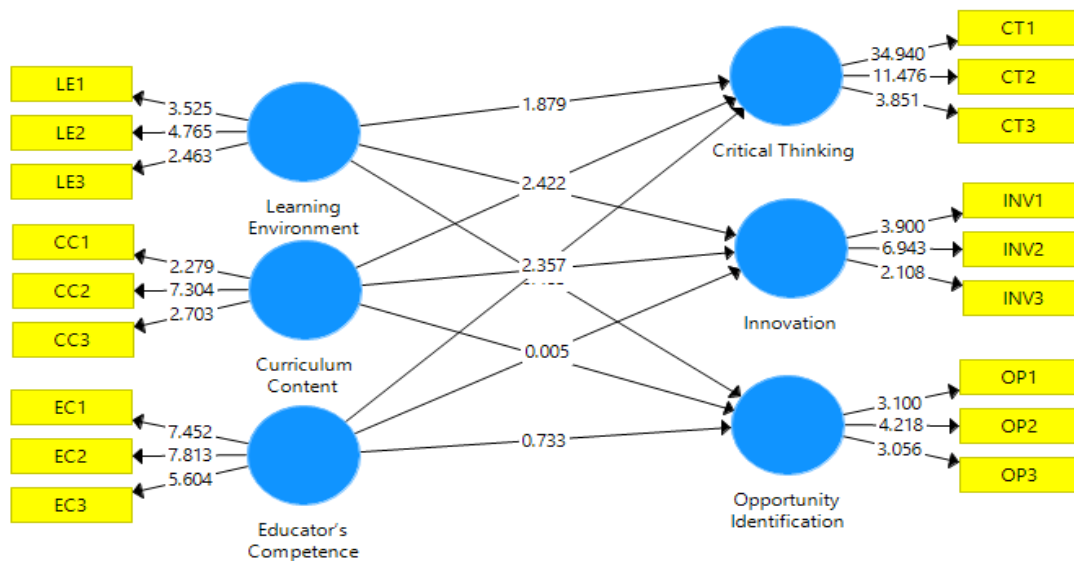 CT1
34.940
11.476
CT2
3.851
CT3
Critical Thinking
LE1
3.525
LE2
4.765
2.463
LE3
Learning
Environment
1.879
2.422
2.357
0.005
0.733
INV1
3.900
6.943
INV2
2.108
INV3
Innovation
CC1
2.279
CC2
7.304
2.703
CC3
Curriculum
Content
OP1
3.100
4.218
OP2
3.056
OP3
Opportunity
Identification
EC1
7.452
EC2
7.813
5.604
EC3
Educator's
Competence